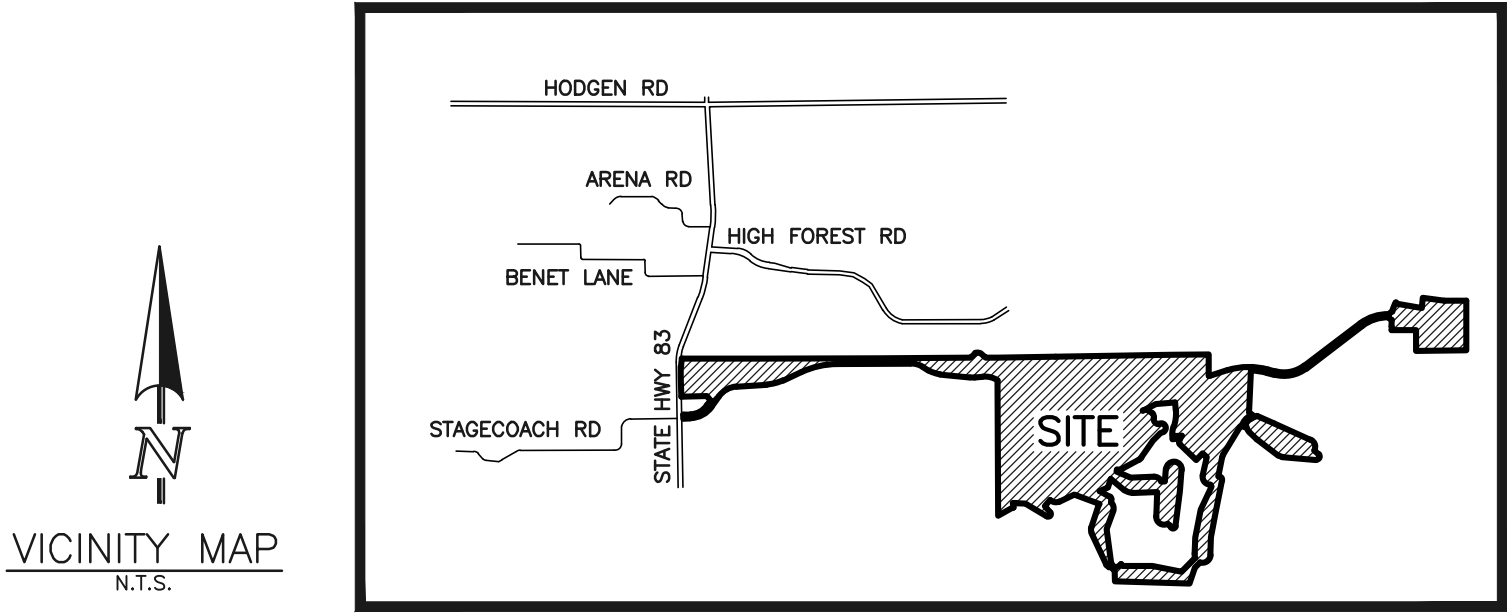 HODGEN RD
ARENA RD
HIGH FOREST RD
BENET LANE
STATE HWY 83
STAGECOACH RD
SITE
N
VICINITY MAP
N.T.S.